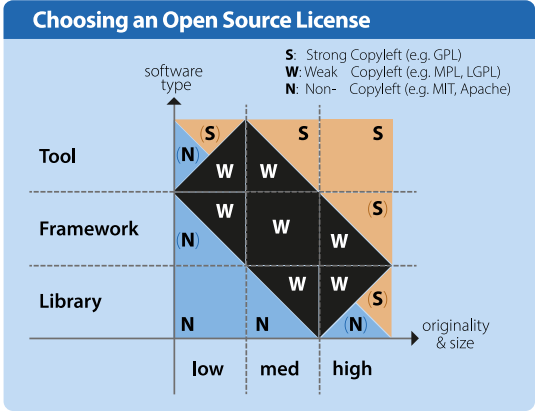 Choosing an Open Source License
S: Strong Copyleft (e.g. GPL)
W: Weak Copyleft (e.g. MPL, LGPL)
N: Non- Copyleft (e.g. MIT, Apache)
software
type
(S) S S
Tool (N)
W W
W (S)
Framework W
(N) W
W W
Library (S)
N N (N)
originality
& size
low med high